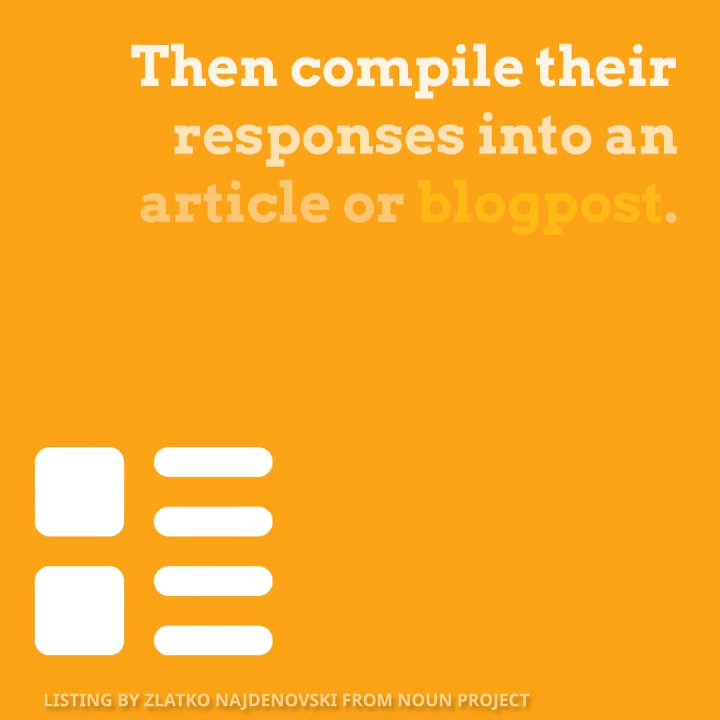 Then compile their
responses into an
article or blogpost.
LISTING BY ZLATKO NAJDENOVSKI FROM NOUN PROJECT